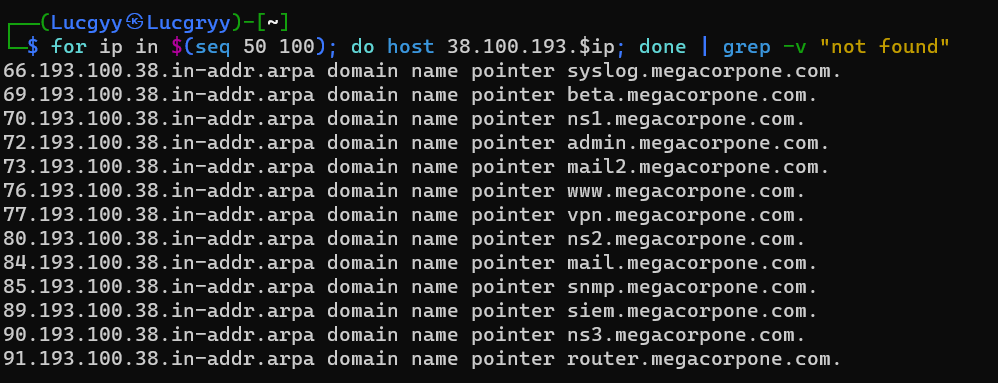 ┌──(Lucgyy㉿Lucgryy)-[~]
└─$ for ip in $(seq 50 100); do host 38.100.193.$ip; done | grep -v "not found"
66.193.100.38.in-addr.arpa domain name pointer syslog.megacorpone.com.
69.193.100.38.in-addr.arpa domain name pointer beta.megacorpone.com.
70.193.100.38.in-addr.arpa domain name pointer ns1.megacorpone.com.
72.193.100.38.in-addr.arpa domain name pointer admin.megacorpone.com.
73.193.100.38.in-addr.arpa domain name pointer mail2.megacorpone.com.
76.193.100.38.in-addr.arpa domain name pointer www.megacorpone.com.
77.193.100.38.in-addr.arpa domain name pointer vpn.megacorpone.com.
80.193.100.38.in-addr.arpa domain name pointer ns2.megacorpone.com.
84.193.100.38.in-addr.arpa domain name pointer mail.megacorpone.com.
85.193.100.38.in-addr.arpa domain name pointer snmp.megacorpone.com.
89.193.100.38.in-addr.arpa domain name pointer siem.megacorpone.com.
90.193.100.38.in-addr.arpa domain name pointer ns3.megacorpone.com.
91.193.100.38.in-addr.arpa domain name pointer router.megacorpone.com.